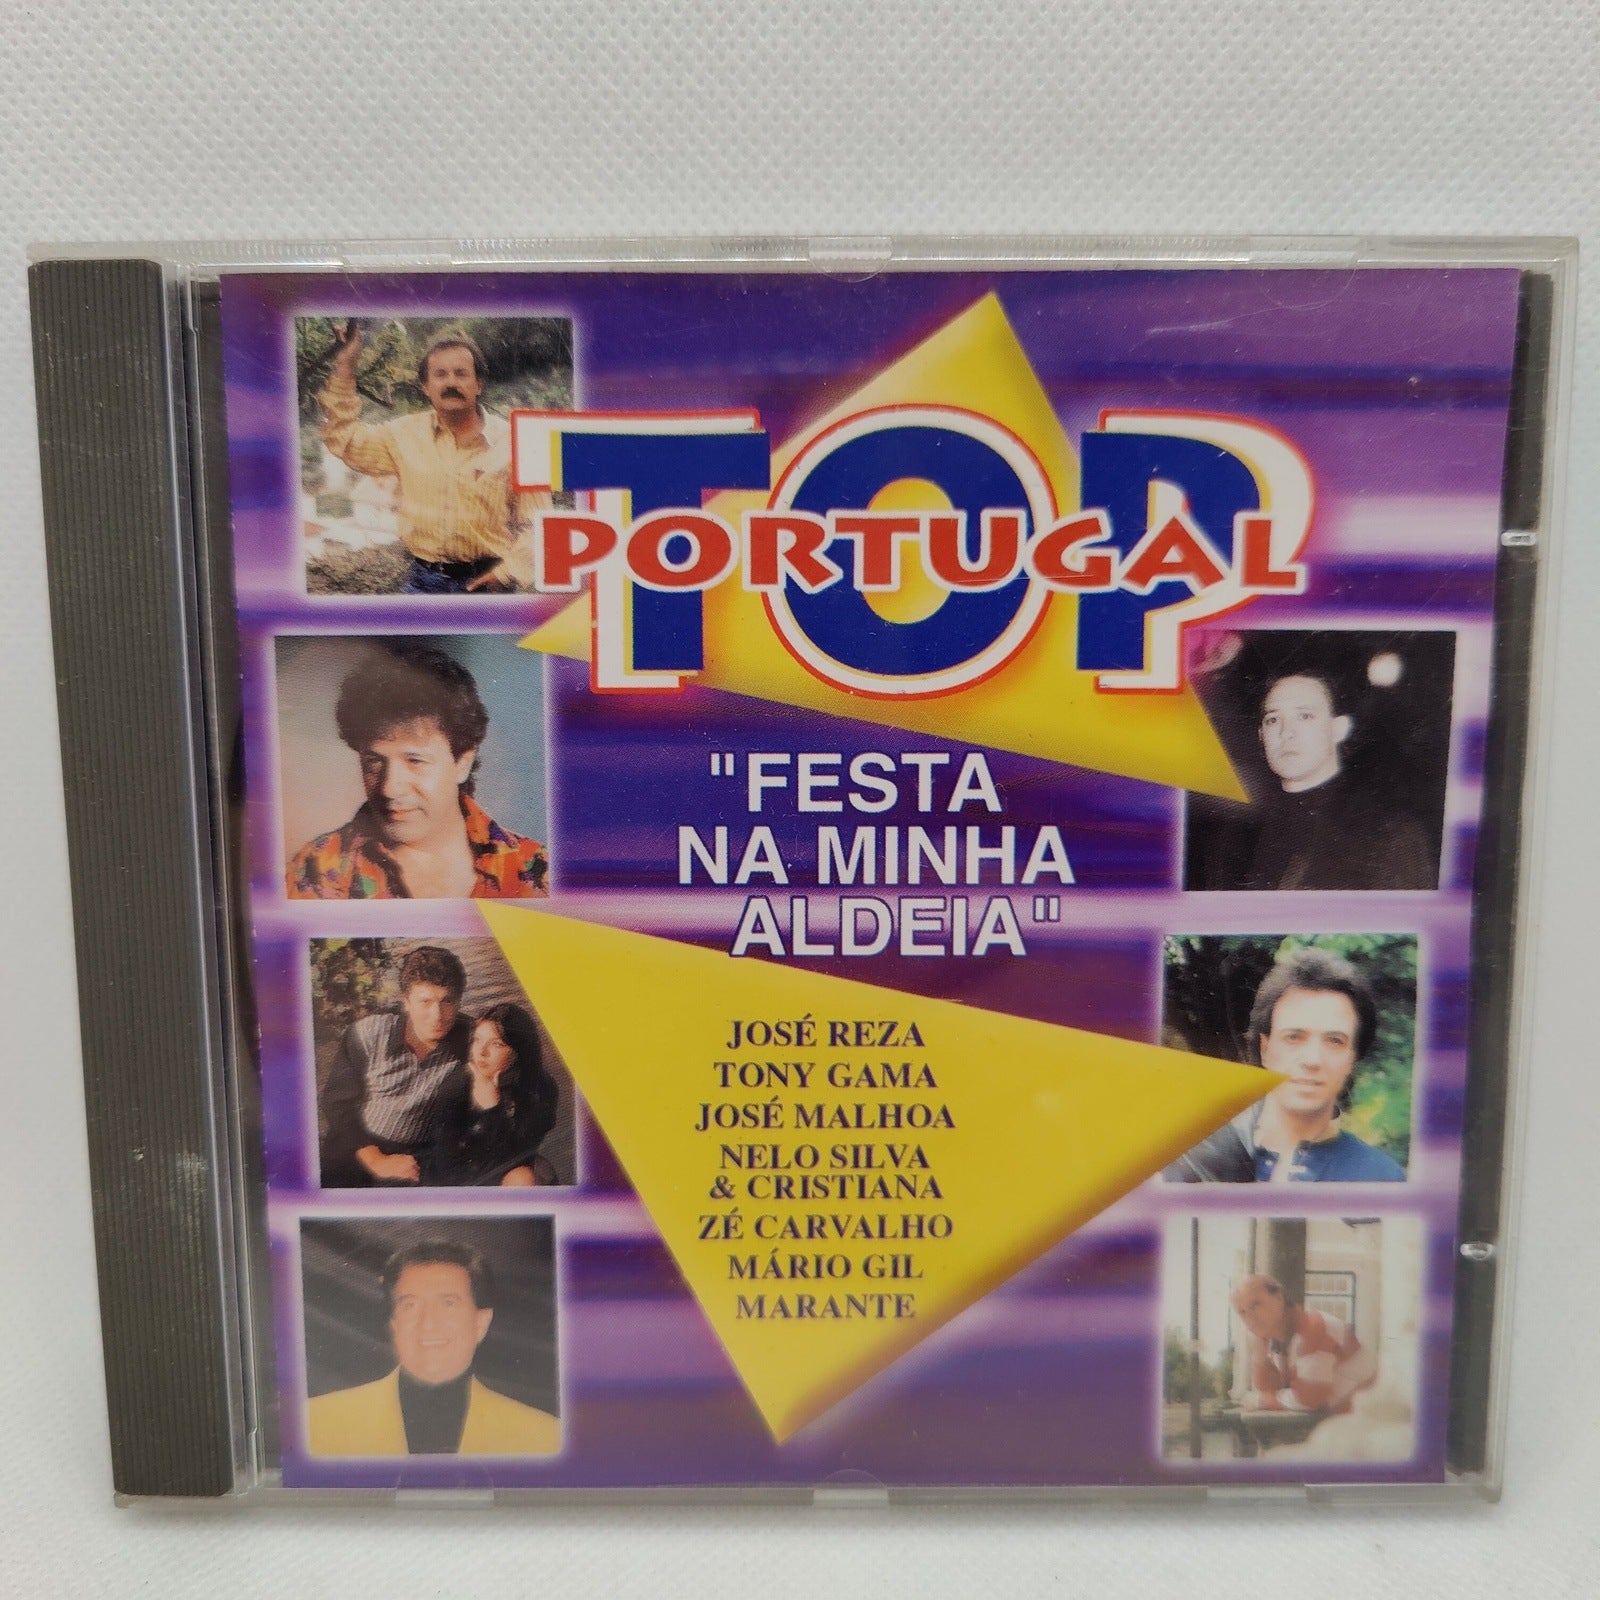 TOP
PORTUGAL
"FESTA
NA MINHA
ALDEIA"
JOSÉ REZA
TONY GAMA
JOSÉ MALHOA
NELO SILVA
& CRISTIANA
ZÉ CARVALHO
MÁRIO GIL
MARANTE